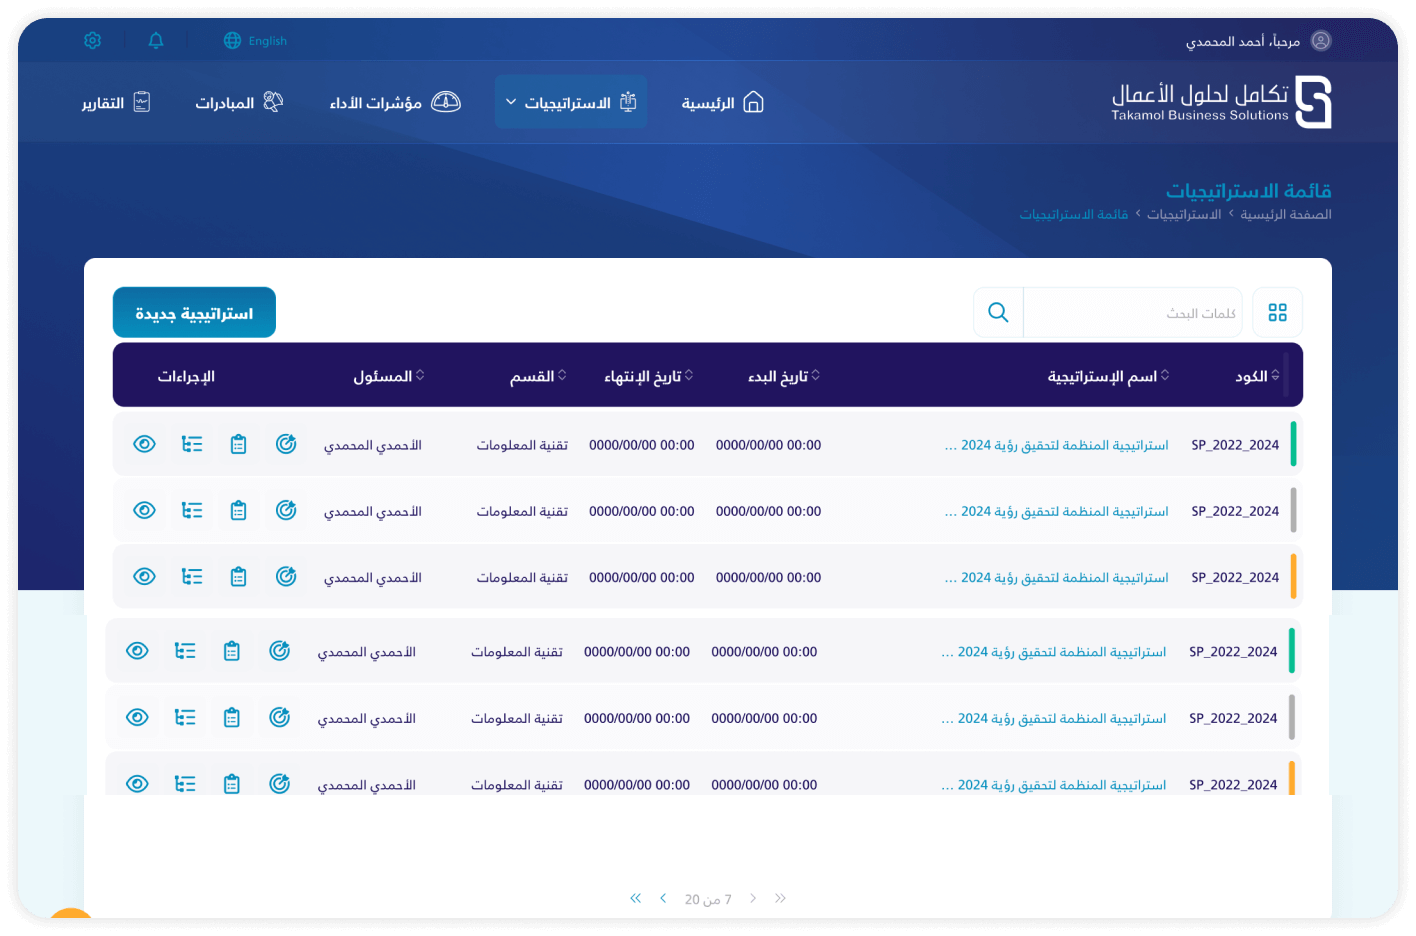 مرحباً، أحمد المحمدي
English
تكامل لحلول الأعمال
Takamol Business Solutions
الرئيسية
الاستراتيجيات
مؤشرات الأداء
المبادرات
التقارير
قائمة الاستراتيجيات
الصفحة الرئيسية > الاستراتيجيات > قائمة الاستراتيجيات
كلمات البحث
استراتيجية جديدة
الكود اسم الإستراتيجية تاريخ البدء تاريخ الإنتهاء القسم المسئول الإجراءات
SP_2022_2024 استراتيجية المنظمة لتحقيق رؤية 2024 ... 0000/00/00 00:00 0000/00/00 00:00 تقنية المعلومات الأحمدي المحمدي
SP_2022_2024 استراتيجية المنظمة لتحقيق رؤية 2024 ... 0000/00/00 00:00 0000/00/00 00:00 تقنية المعلومات الأحمدي المحمدي
SP_2022_2024 استراتيجية المنظمة لتحقيق رؤية 2024 ... 0000/00/00 00:00 0000/00/00 00:00 تقنية المعلومات الأحمدي المحمدي
SP_2022_2024 استراتيجية المنظمة لتحقيق رؤية 2024 ... 0000/00/00 00:00 0000/00/00 00:00 تقنية المعلومات الأحمدي المحمدي
SP_2022_2024 استراتيجية المنظمة لتحقيق رؤية 2024 ... 0000/00/00 00:00 0000/00/00 00:00 تقنية المعلومات الأحمدي المحمدي
SP_2022_2024 استراتيجية المنظمة لتحقيق رؤية 2024 ... 0000/00/00 00:00 0000/00/00 00:00 تقنية المعلومات الأحمدي المحمدي
7 من 20